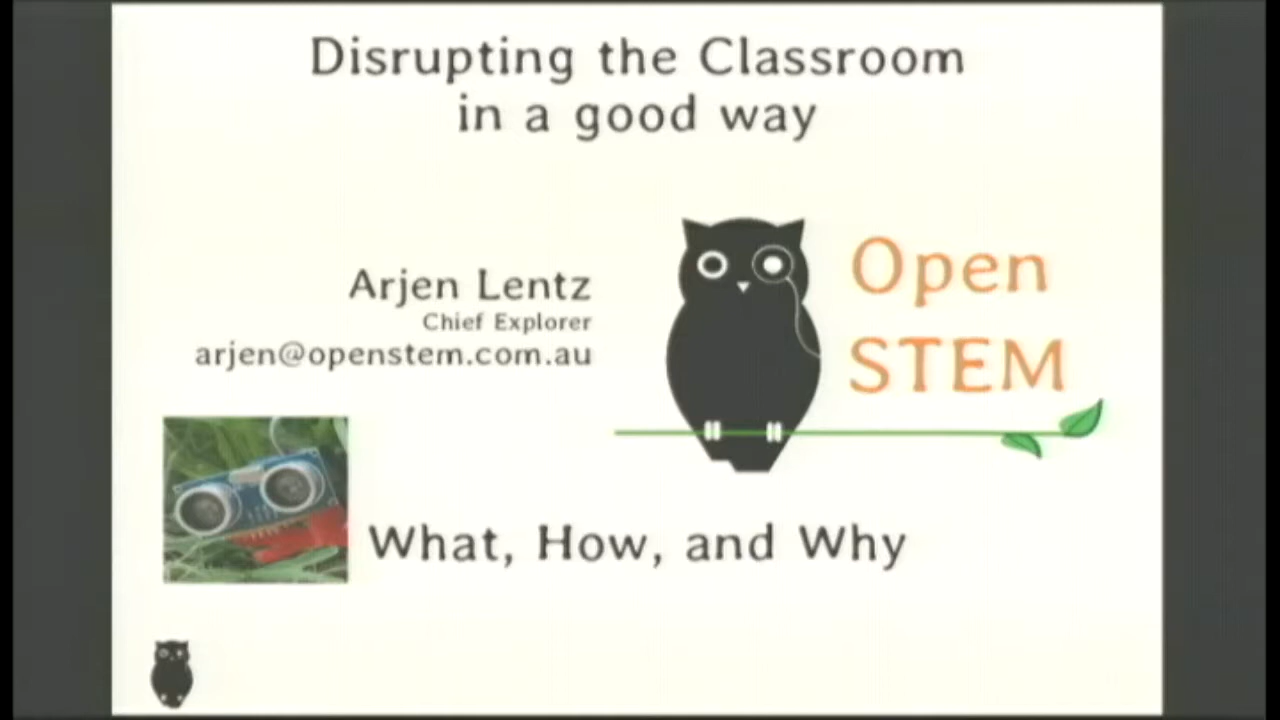 Disrupting the Classroom
in a good way
Arjen Lentz
Chief Explorer
arjen@openstem.com.au
Open
STEM
What, How, and Why